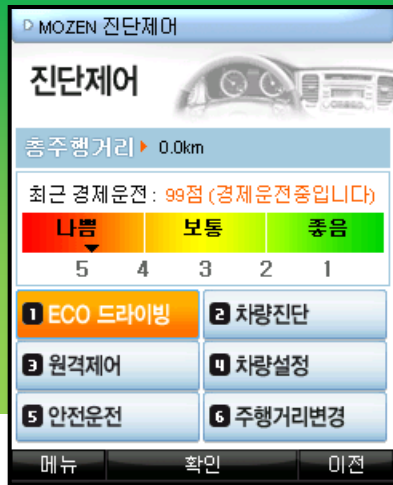 MOZEN 진단제어
진단제어
총주행거리 0.0km
최근 경제운전 : 99점 (경제운전중입니다)
나쁨 보통 좋음
5 4 3 2 1
1 ECO 드라이빙 2 차량진단
3 원격제어 4 차량설정
5 안전운전 6 주행거리변경
메뉴 확인 이전